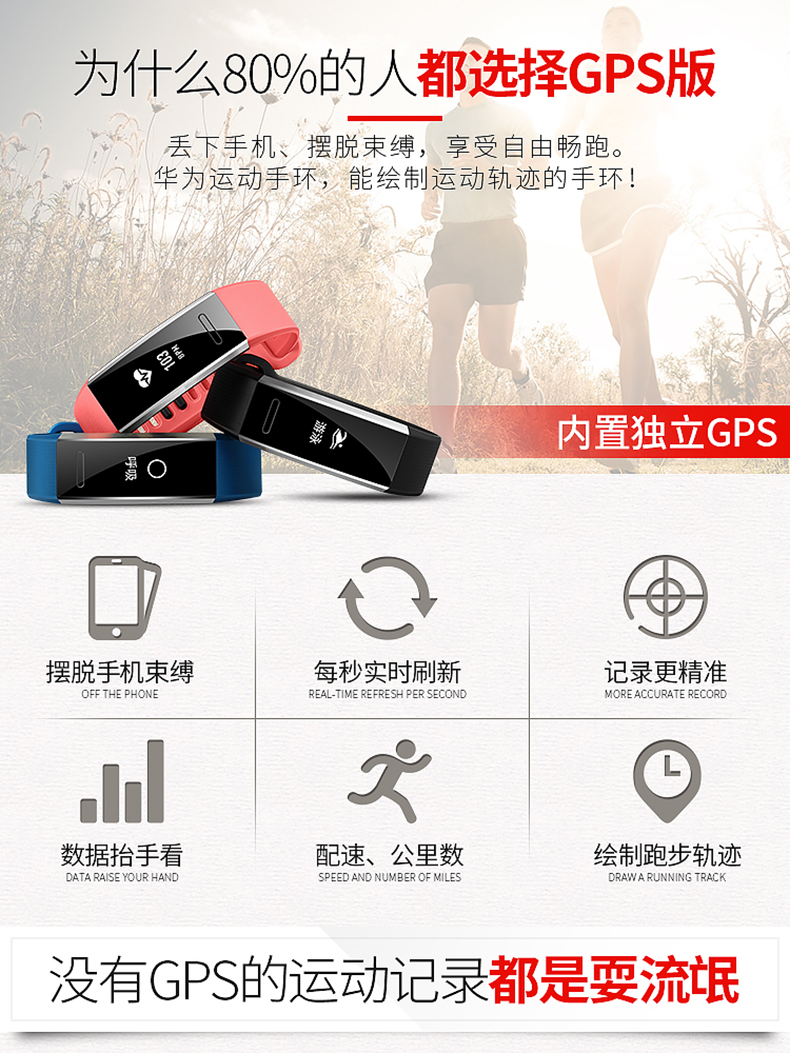 为什么80%的人都选择GPS版
丢下手机、摆脱束缚，享受自由畅跑。
华为运动手环，能绘制运动轨迹的手环！
103
BPM
游泳
呼吸
内置独立GPS
摆脱手机束缚
OFF THE PHONE
每秒实时刷新
REAL-TIME REFRESH PER SECOND
记录更精准
MORE ACCURATE RECORD
数据抬手看
DATA RAISE YOUR HAND
配速、公里数
SPEED AND NUMBER OF MILES
绘制跑步轨迹
DRAW A RUNNING TRACK
没有GPS的运动记录都是耍流氓